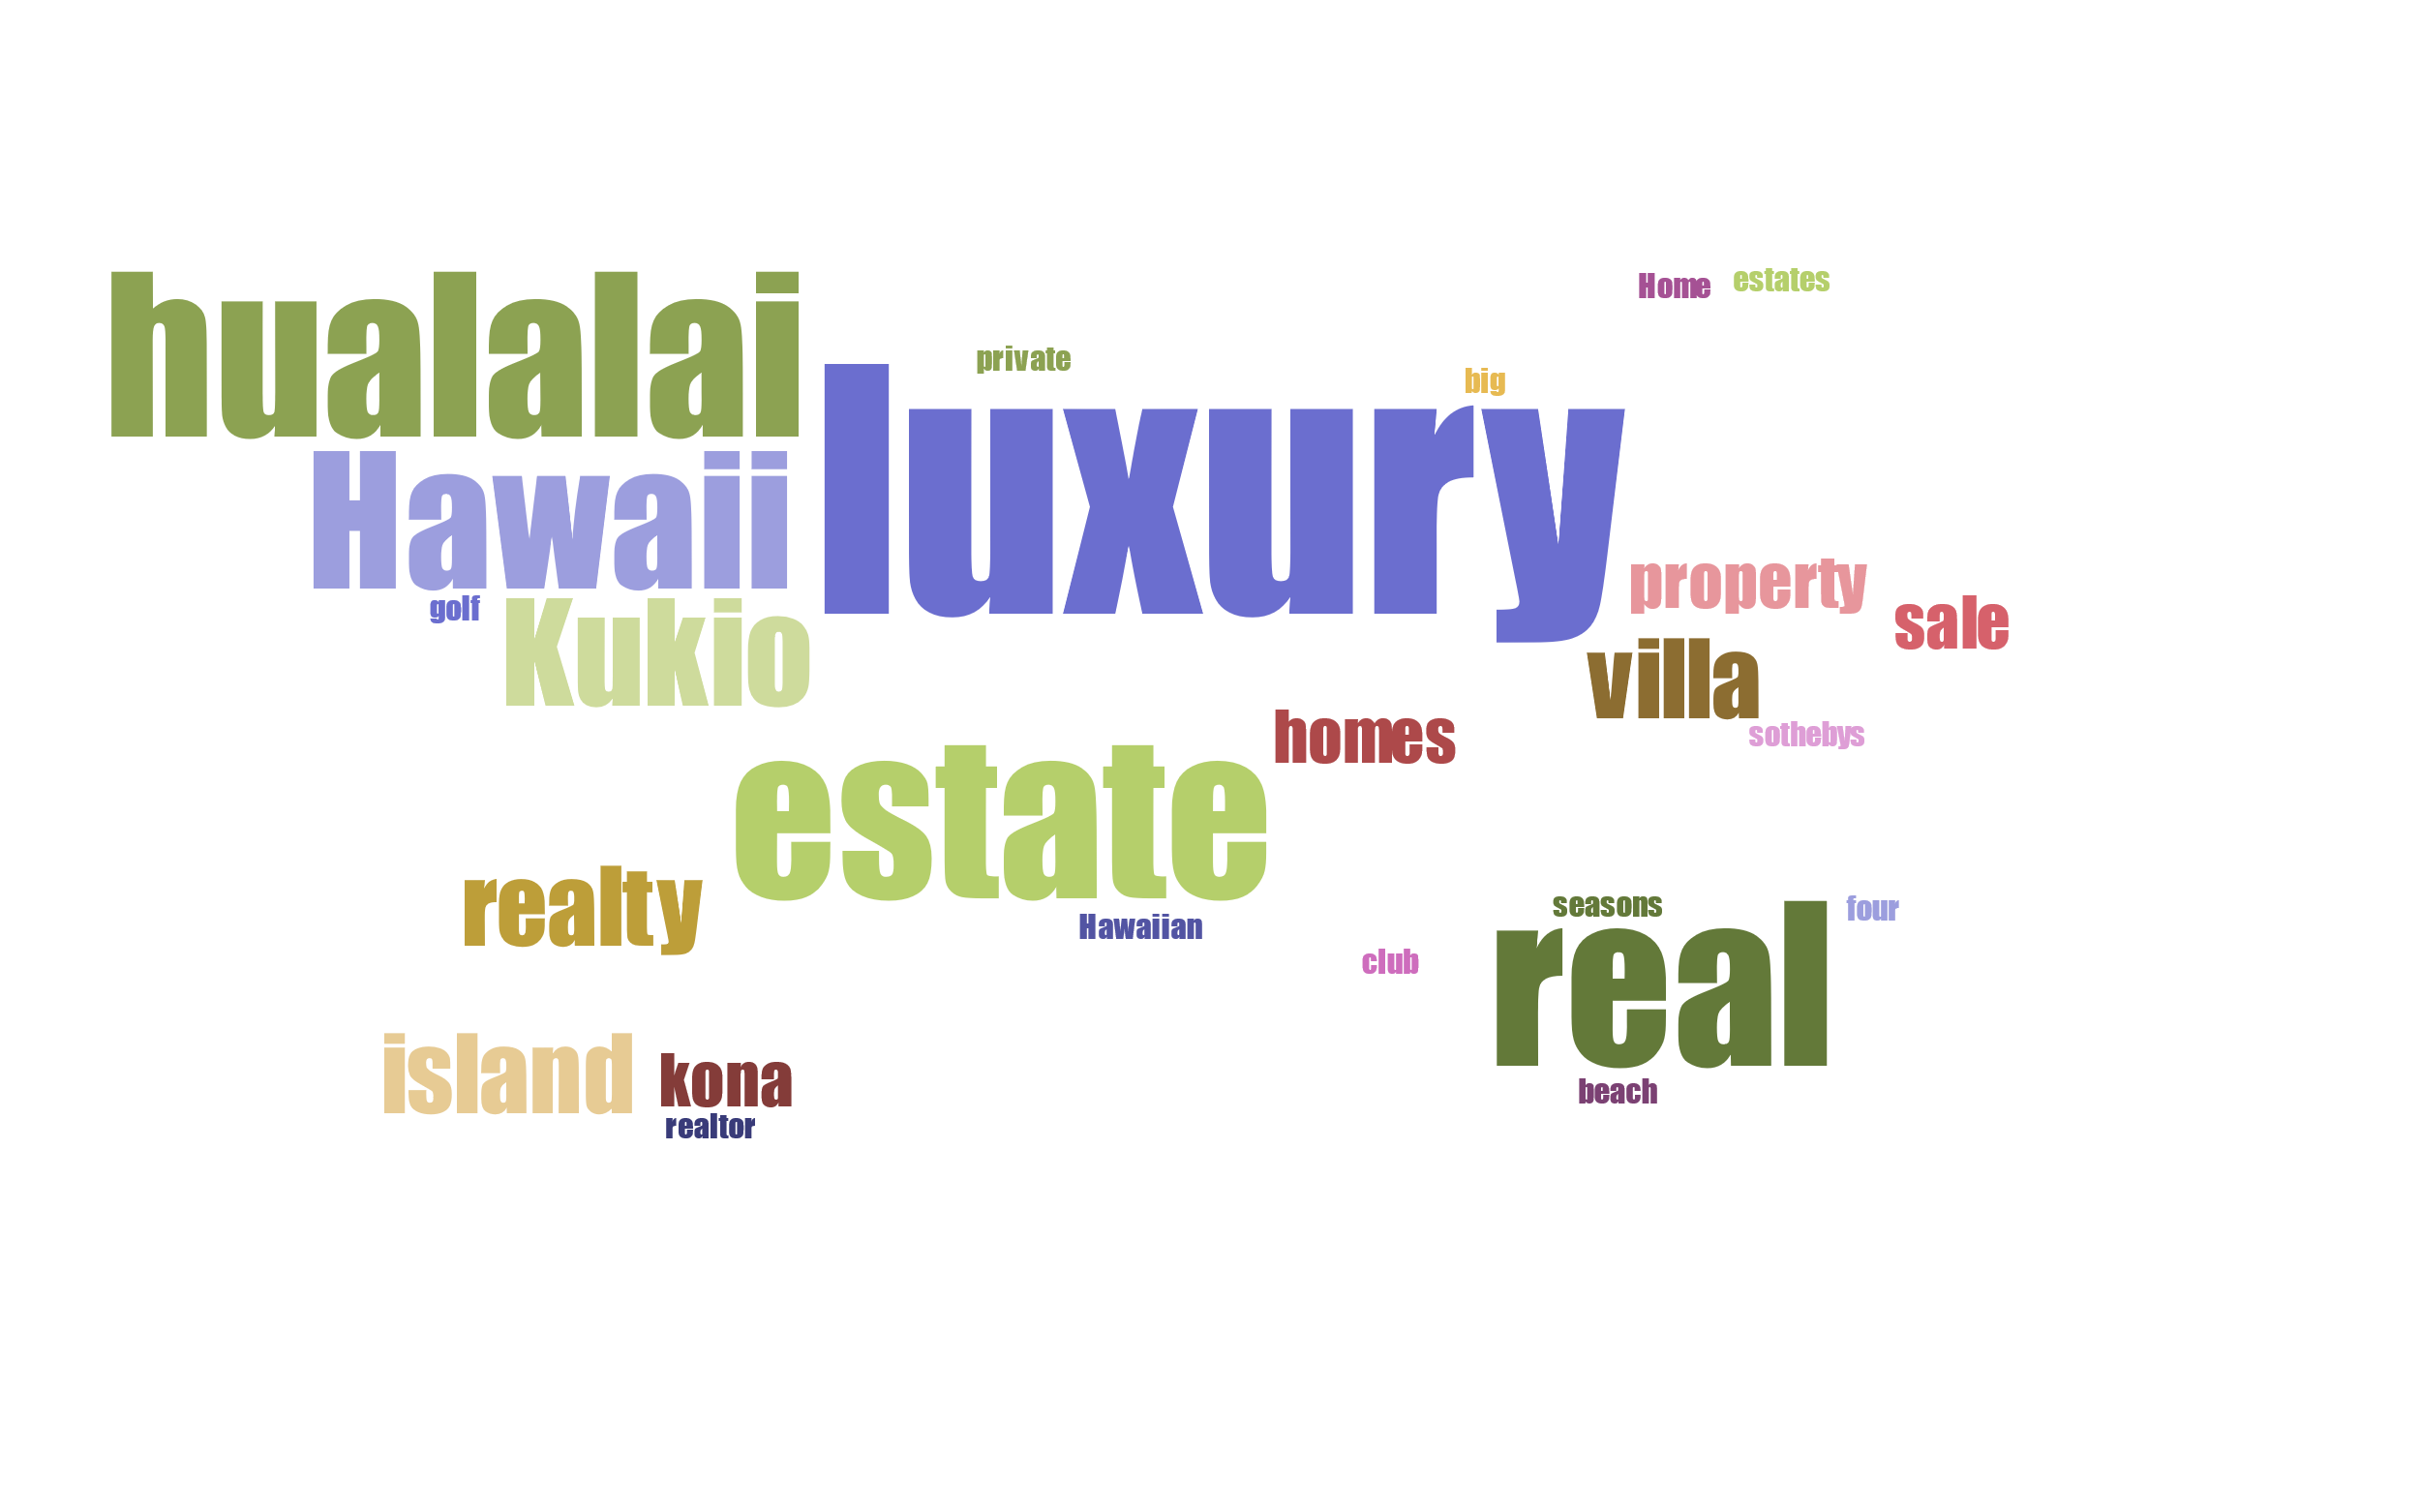 hualalai
Home
estates
private
big
luxury
Hawaii
property
golf
Kukio
sale
villa
sothebys
homes
estate
realty
Hawaiian
seasons
four
club
real
island
kona
beach
realtor